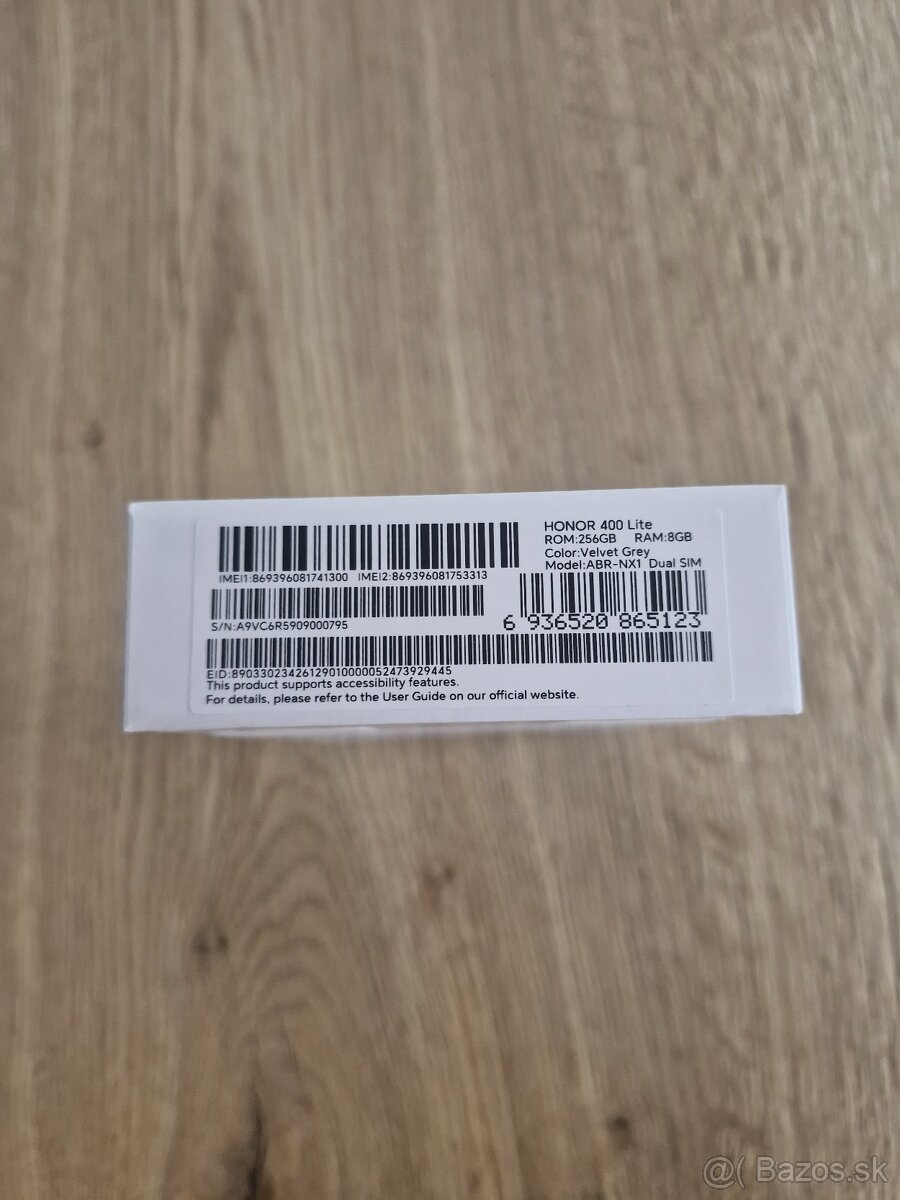 HONOR 400 Lite
ROM:256GB RAM:8GB
Color:Velvet Grey
Model:ABR-NX1 Dual SIM
IMEI1:869396081741300 IMEI2:869396081753313
S/N:A9VC6R5909000795
6 936520 865123
EID:89033023426129010000052473929445
This product supports accessibility features.
For details, please refer to the User Guide on our official website.
@( Bazos.sk